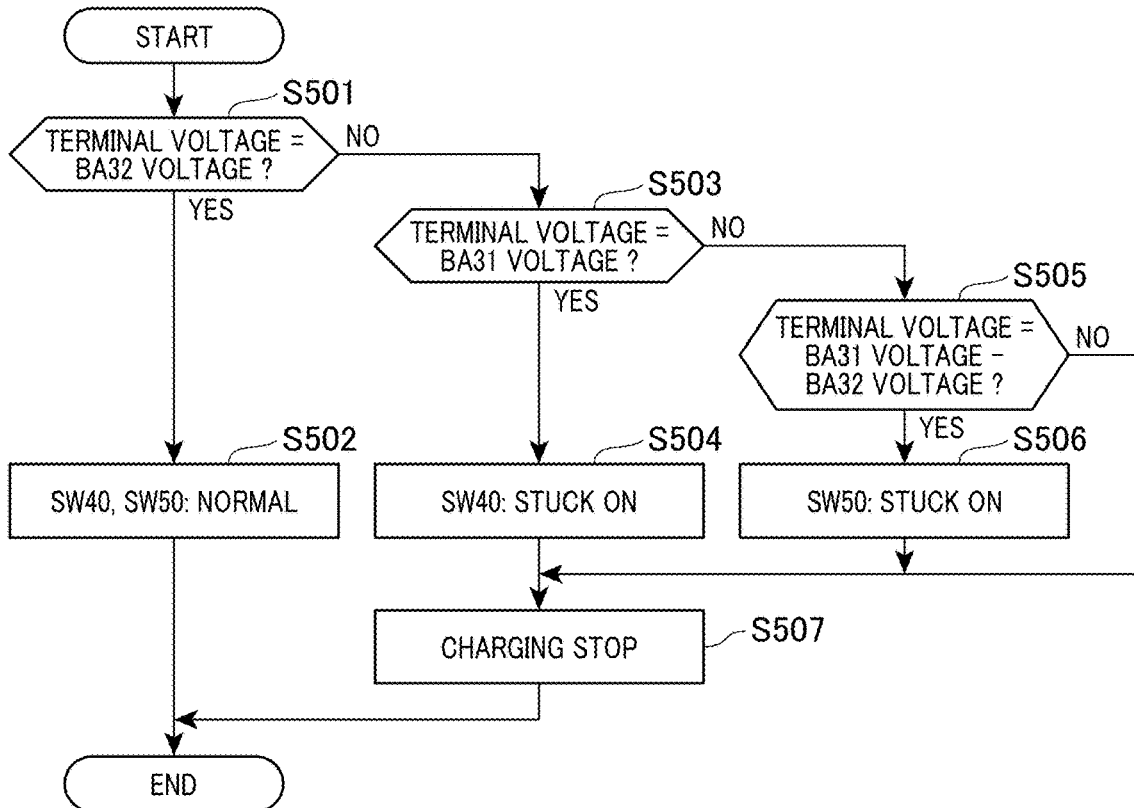 START
S501
TERMINAL VOLTAGE =
BA32 VOLTAGE ?
NO
YES
S503
TERMINAL VOLTAGE =
BA31 VOLTAGE ?
NO
YES
S505
TERMINAL VOLTAGE =
BA31 VOLTAGE -
BA32 VOLTAGE ?
NO
YES
S502
SW40, SW50: NORMAL
S504
SW40: STUCK ON
S506
SW50: STUCK ON
S507
CHARGING STOP
END